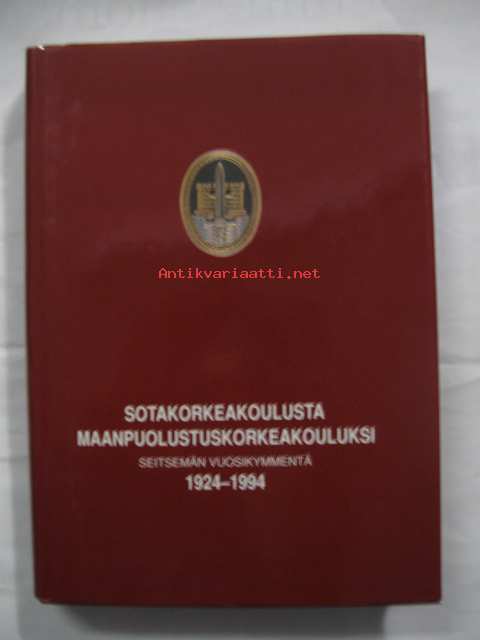 Antikvariaatti.net
SOTAKORKEAKOULUSTA
MAANPUOLUSTUSKORKEAKOULUKSI
SEITSEMÄN VUOSIKYMMENTÄ
1924–1994